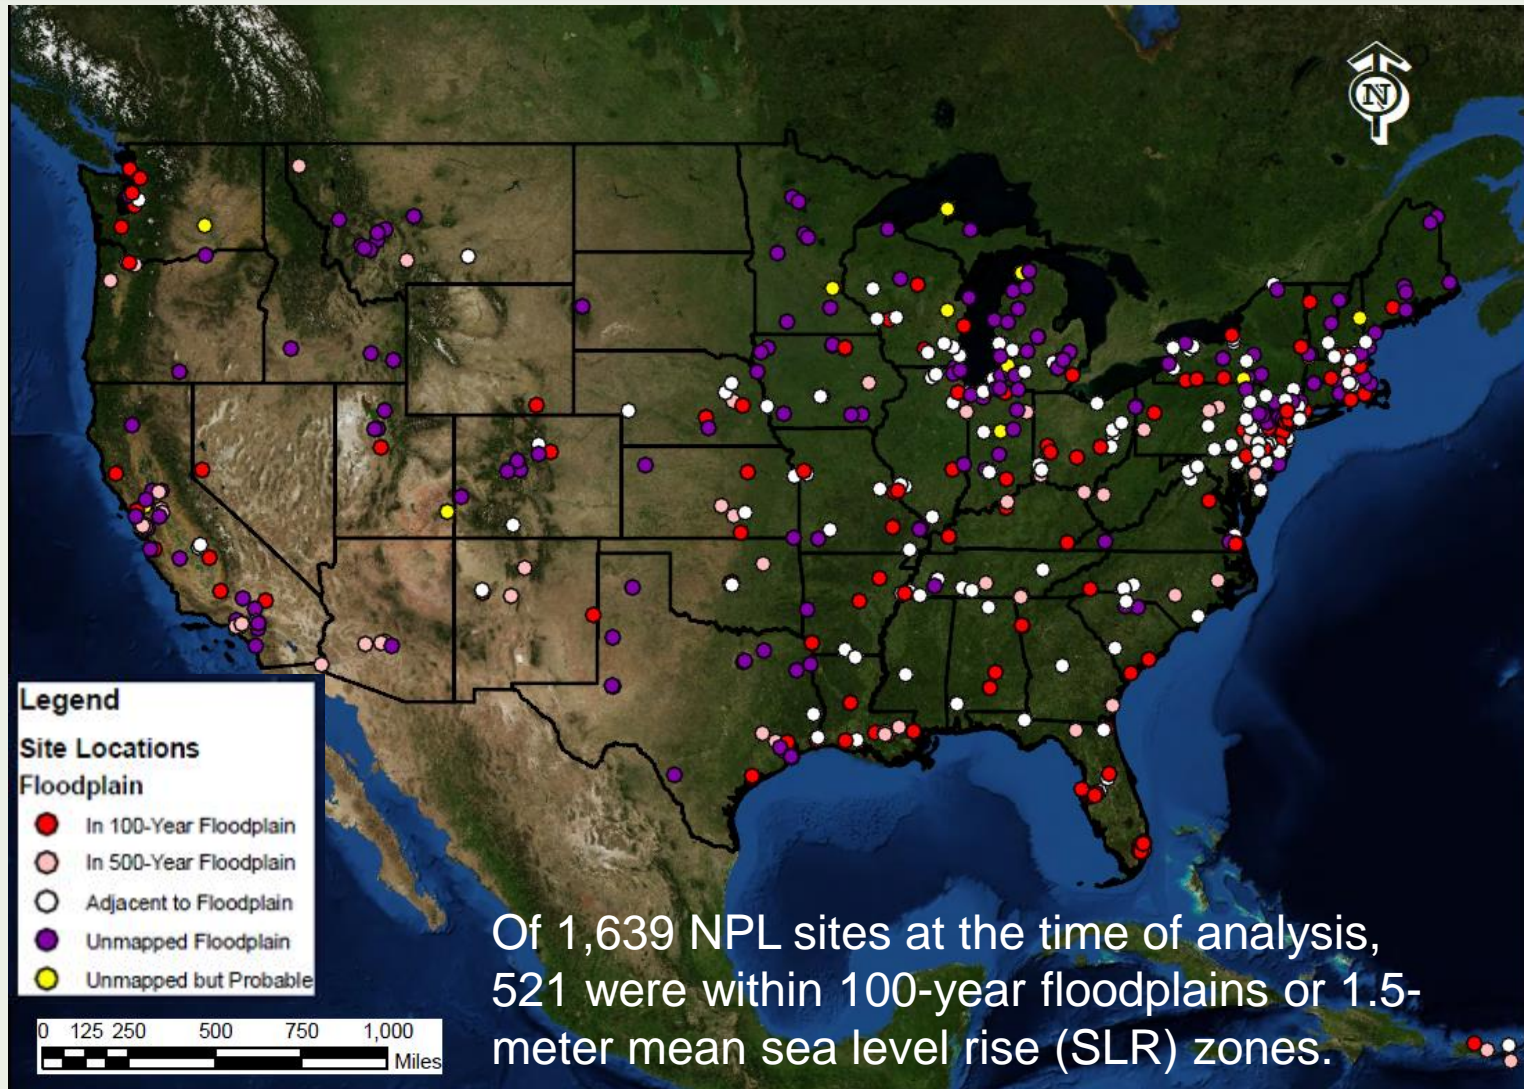 N
Legend
Site Locations
Floodplain
In 100-Year Floodplain
In 500-Year Floodplain
Adjacent to Floodplain
Unmapped Floodplain
Unmapped but Probable
0 125 250 500 750 1,000
Miles
Of 1,639 NPL sites at the time of analysis,
521 were within 100-year floodplains or 1.5-
meter mean sea level rise (SLR) zones.